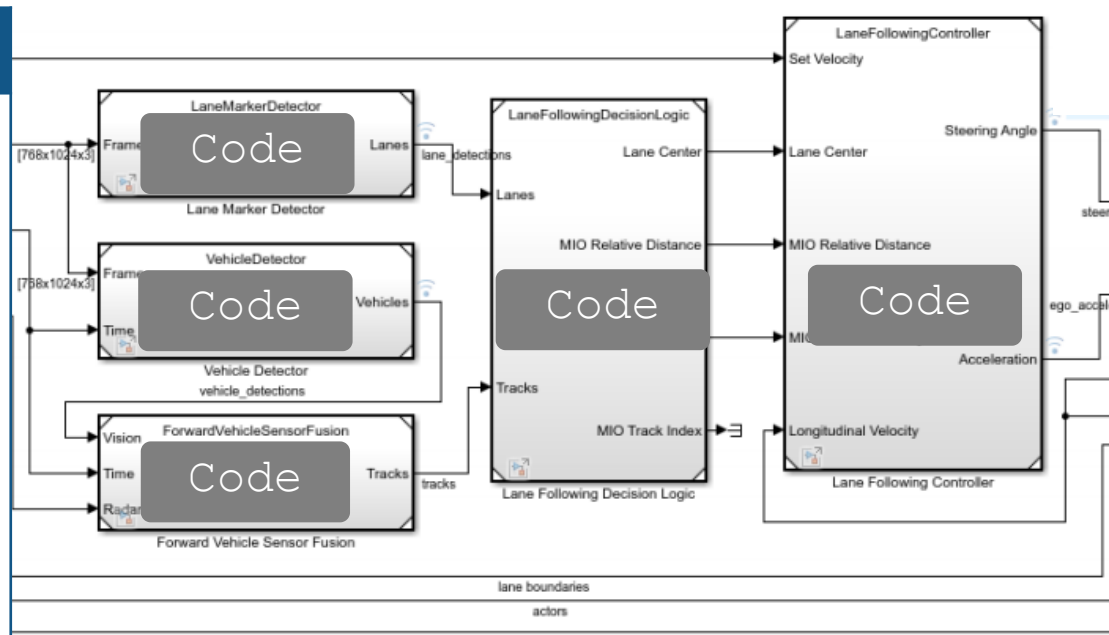 LaneFollowingController
Set Velocity
LaneMarkerDetector
Code
Frame
Lanes
[768x1024x3]
lane_detections
Lane Marker Detector
LaneFollowingDecisionLogic
Lane Center
Lanes
MIO Relative Distance
Code
MIO Track Index
Tracks
Lane Following Decision Logic
Steering Angle
Lane Center
MIO Relative Distance
Code
Acceleration
Longitudinal Velocity
Lane Following Controller
VehicleDetector
Frame
[768x1024x3]
Code
Vehicles
Time
Vehicle Detector
vehicle_detections
ForwardVehicleSensorFusion
Vision
Code
Time
Tracks
tracks
Radar
Forward Vehicle Sensor Fusion
lane boundaries
actors